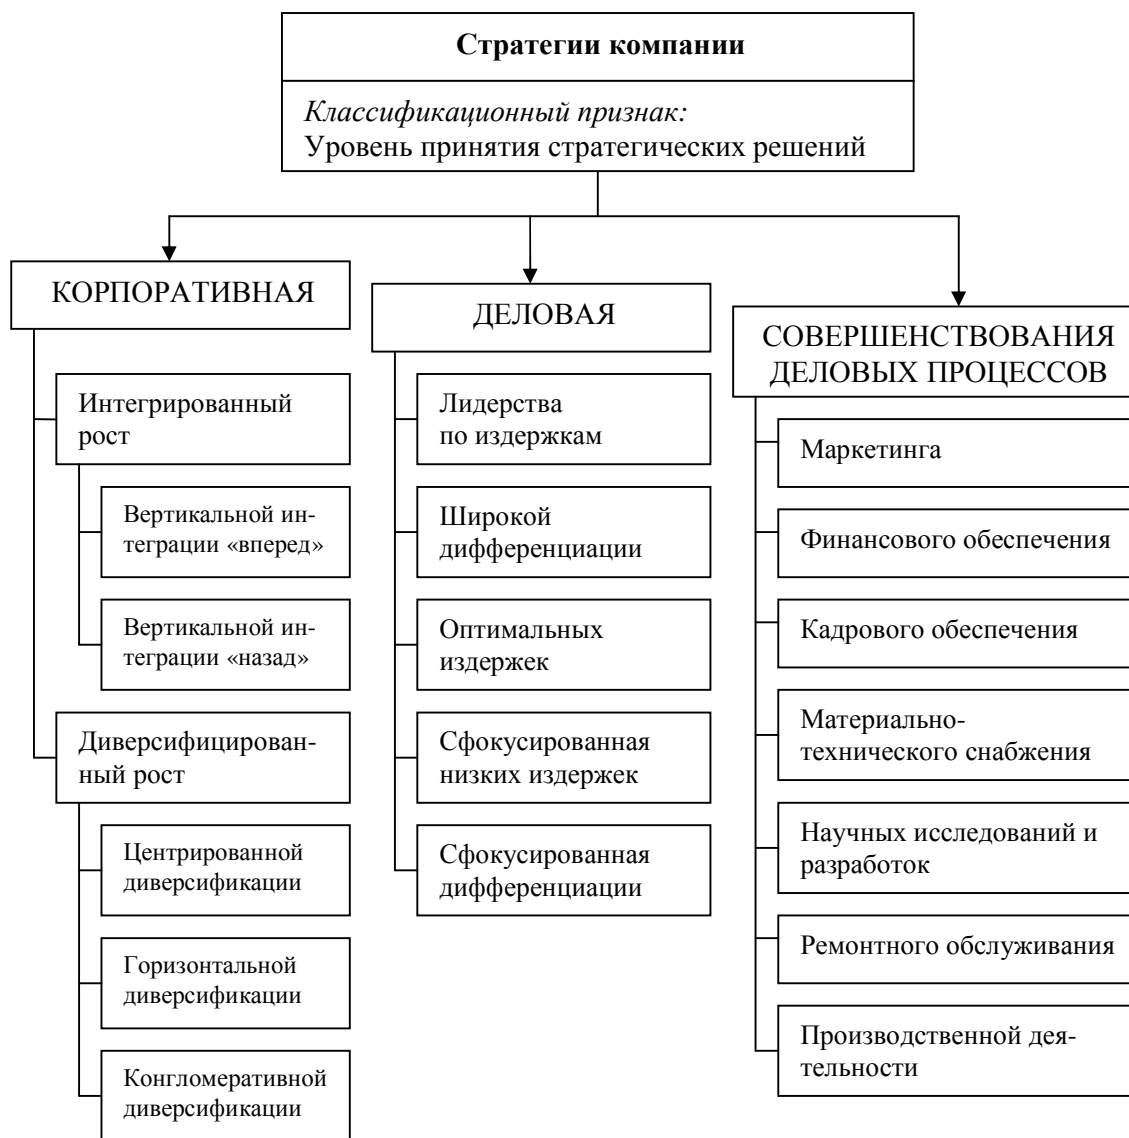 Стратегии компании
Классификационный признак:
Уровень принятия стратегических решений
КОРПОРАТИВНАЯ
Интегрированный
рост
Вертикальной ин-
теграции «вперед»
Вертикальной ин-
теграции «назад»
Диверсифицирован-
ный рост
Центрированной
диверсификации
Горизонтальной
диверсификации
Конгломеративной
диверсификации
ДЕЛОВАЯ
Лидерства
по издержкам
Широкой
дифференциации
Оптимальных
издержек
Сфокусированная
низких издержек
Сфокусированная
дифференциации
СОВЕРШЕНСТВОВАНИЯ
ДЕЛОВЫХ ПРОЦЕССОВ
Маркетинга
Финансового обеспечения
Кадрового обеспечения
Материально-
технического снабжения
Научных исследований и
разработок
Ремонтного обслуживания
Производственной дея-
тельности